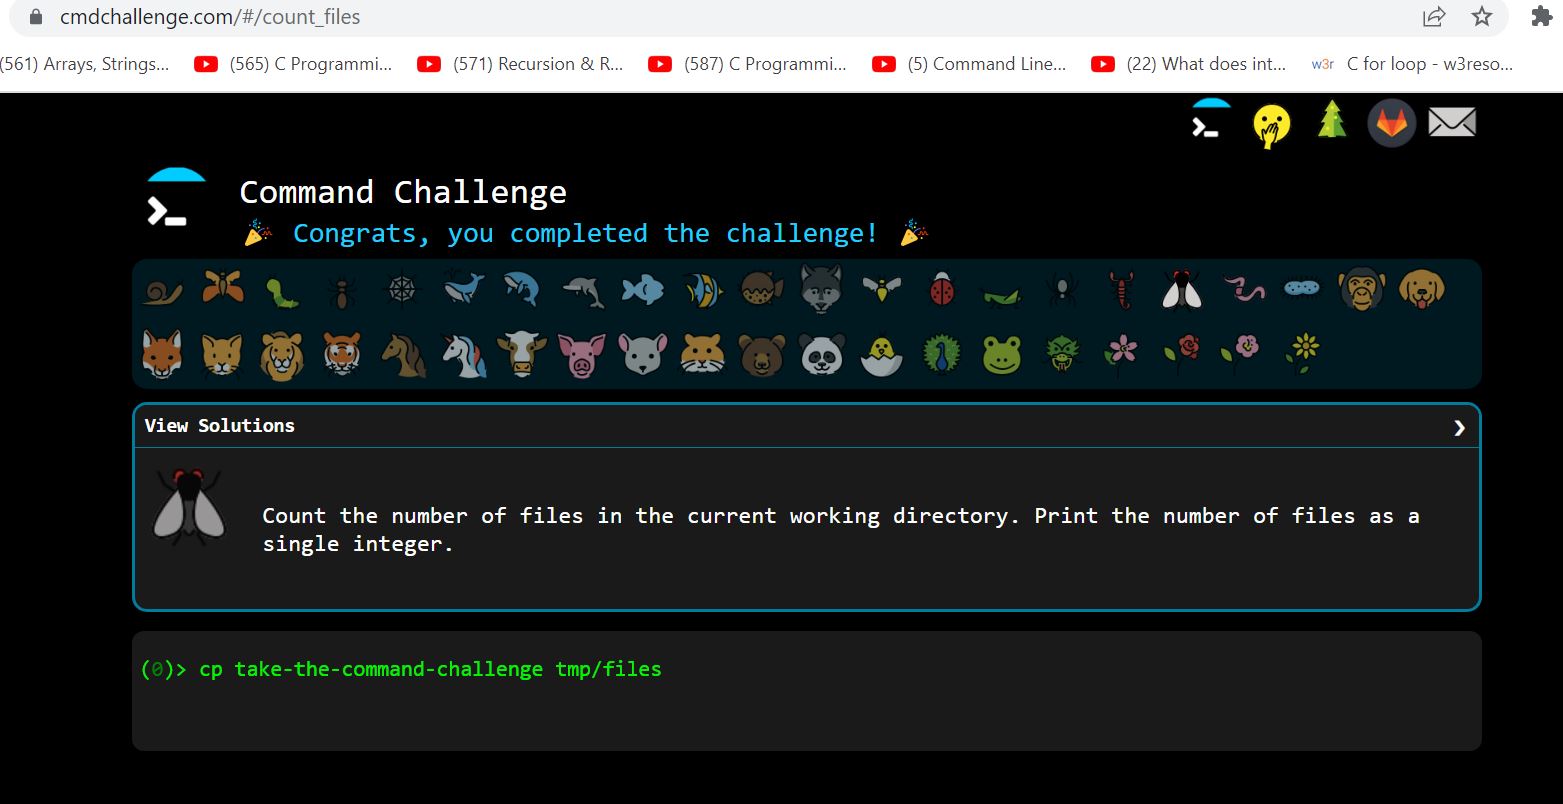 cmdchallenge.com/#/count_files
(561) Arrays, Strings... (565) C Programmi... (571) Recursion & R... (587) C Programmi... (5) Command Line... (22) What does int... w3r C for loop - w3reso...
Command Challenge
Congrats, you completed the challenge!
View Solutions
Count the number of files in the current working directory. Print the number of files as a
single integer.
(0)> cp take-the-command-challenge tmp/files